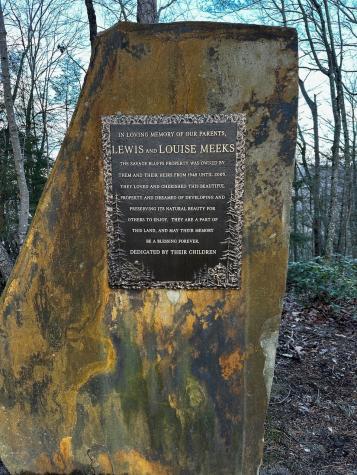 IN LOVING MEMORY OF OUR PARENTS,
LEWIS AND LOUISE MEEKS
THE SAVAGE BLUFFS PROPERTY WAS OWNED BY
THEM AND THEIR HEIRS FROM 1948 UNTIL 2005.
THEY LOVED AND CHERISHED THIS BEAUTIFUL
PROPERTY AND DREAMED OF DEVELOPING AND
PRESERVING ITS NATURAL BEAUTY FOR
OTHERS TO ENJOY. THEY ARE A PART OF
THIS LAND, AND MAY THEIR MEMORY
BE A BLESSING FOREVER.
DEDICATED BY THEIR CHILDREN